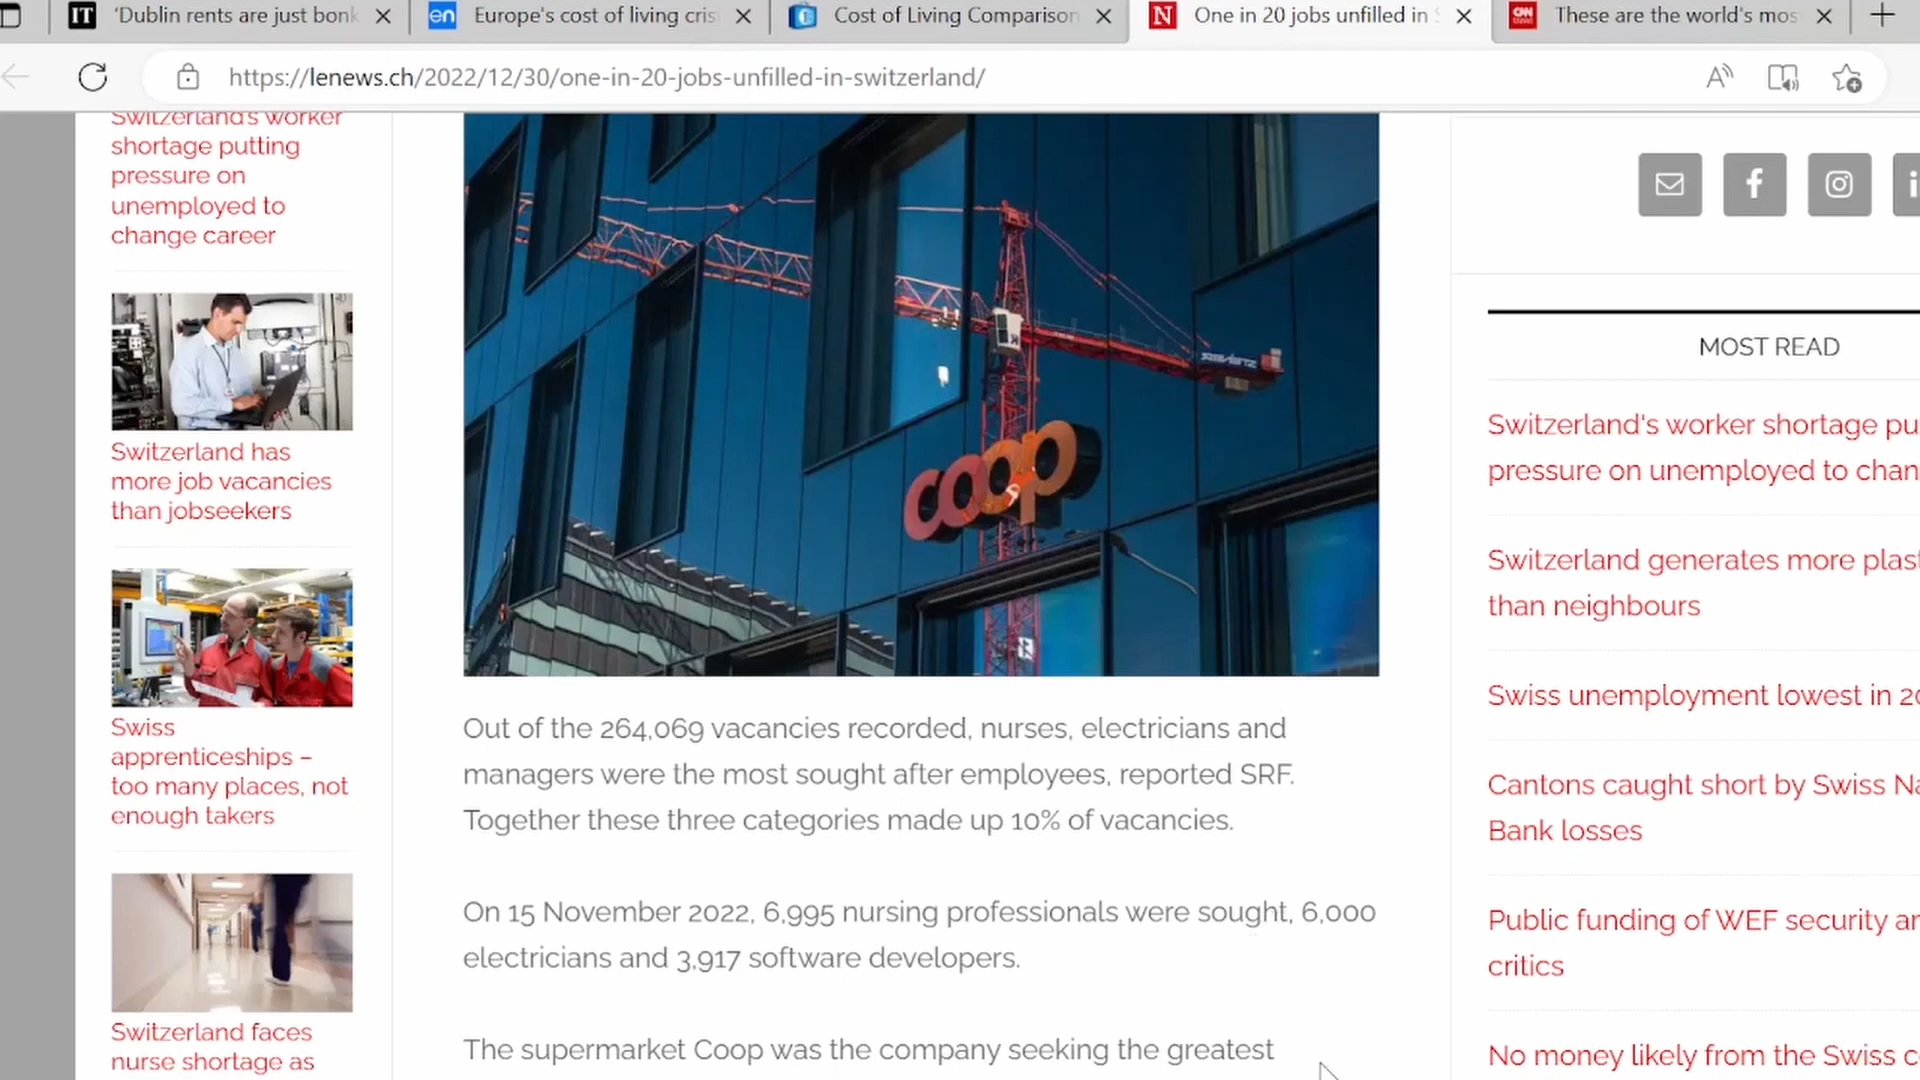 IT
'Dublin rents are just bonk
en
Europe's cost of living cris
Cost of Living Comparison
N
One in 20 jobs unfilled in S
CNN
These are the world's mos
https://lenews.ch/2022/12/30/one-in-20-jobs-unfilled-in-switzerland/
Switzerland's worker
shortage putting
pressure on
unemployed to
change career
Switzerland has
more job vacancies
than jobseekers
Swiss
apprenticeships –
too many places, not
enough takers
Switzerland faces
nurse shortage as
coop
Out of the 264,069 vacancies recorded, nurses, electricians and
managers were the most sought after employees, reported SRF.
Together these three categories made up 10% of vacancies.
On 15 November 2022, 6,995 nursing professionals were sought, 6,000
electricians and 3,917 software developers.
The supermarket Coop was the company seeking the greatest
MOST READ
Switzerland's worker shortage pu
pressure on unemployed to chan
Switzerland generates more plast
than neighbours
Swiss unemployment lowest in 20
Cantons caught short by Swiss Na
Bank losses
Public funding of WEF security an
critics
No money likely from the Swiss c